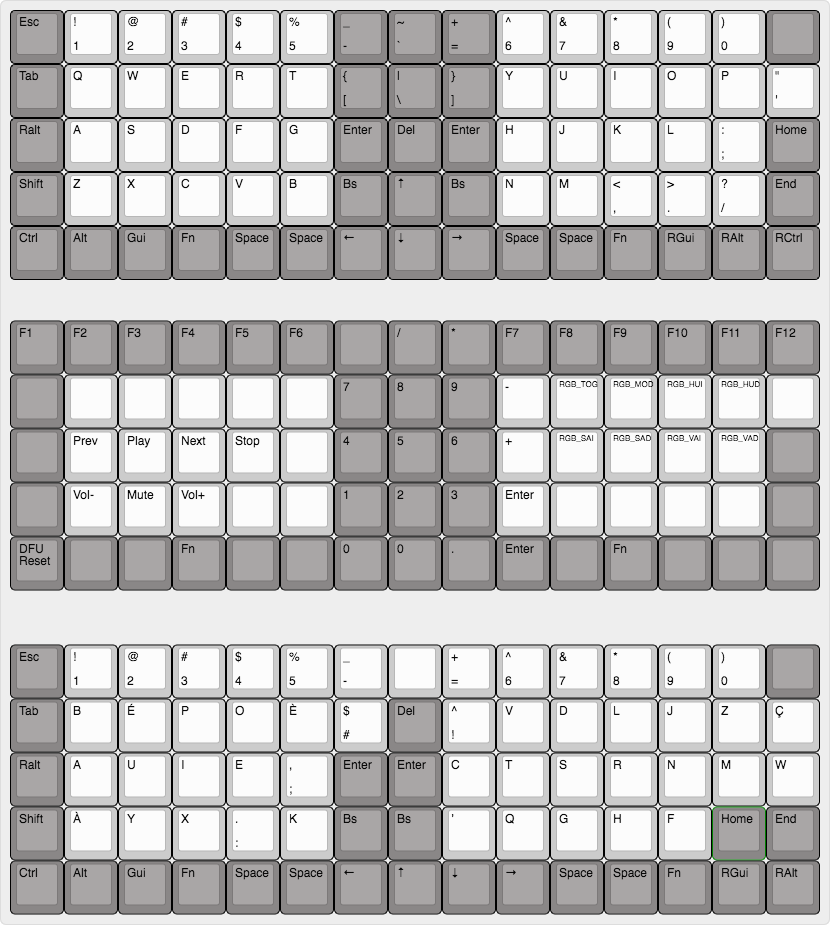 Esc ! @ # $ % _ ~ + ^ & * ( )
1 2 3 4 5 - ` = 6 7 8 9 0
Tab Q W E R T { | } Y U I O P "
[ \ ] '
Ralt A S D F G Enter Del Enter H J K L : Home
;
Shift Z X C V B Bs ↑ Bs N M < > ? End
, . /
Ctrl Alt Gui Fn Space Space ← ↓ → Space Space Fn RGui RAlt RCtrl
F1 F2 F3 F4 F5 F6 / * F7 F8 F9 F10 F11 F12
7 8 9 - RGB_TOG RGB_MOD RGB_HUI RGB_HUD
Prev Play Next Stop 4 5 6 + RGB_SAI RGB_SAD RGB_VAI RGB_VAD
Vol- Mute Vol+ 1 2 3 Enter
DFU Fn 0 0 . Enter Fn
Reset
Esc ! @ # $ % _ + ^ & * ( )
1 2 3 4 5 - = 6 7 8 9 0
Tab B É P O È $ Del ^ V D L J Z Ç
# !
Ralt A U I E , Enter Enter C T S R N M W
;
Shift À Y X . K Bs Bs ' Q G H F Home End
:
Ctrl Alt Gui Fn Space Space ← ↑ ↓ → Space Space Fn RGui RAlt